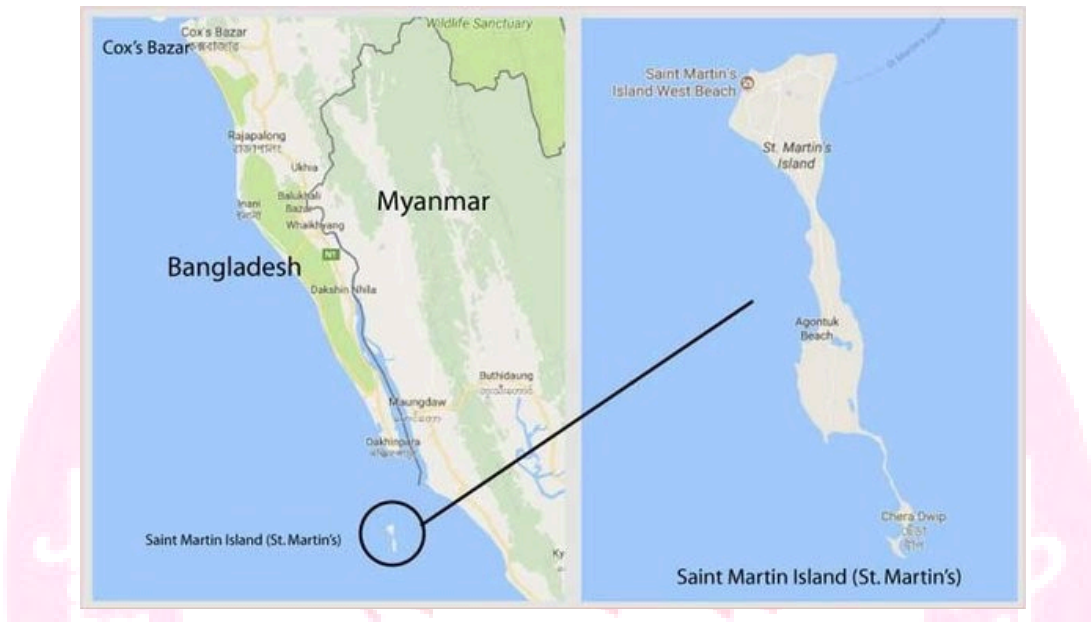 Cox's Bazar
Cox's Bazar
Wildlife Sanctuary
Rajapalong
Ukhia
Inani
Balukhali
Bazar
Whaikhyang
Myanmar
Bangladesh
N1
Dakshin Nhila
Buthidaung
Maungdaw
Dakhinpara
Saint Martin Island (St. Martin's)
Ky
Saint Martin's
Island West Beach
St. Martin's
Island
Agontuk
Beach
Chera Dwip
Saint Martin Island (St. Martin's)